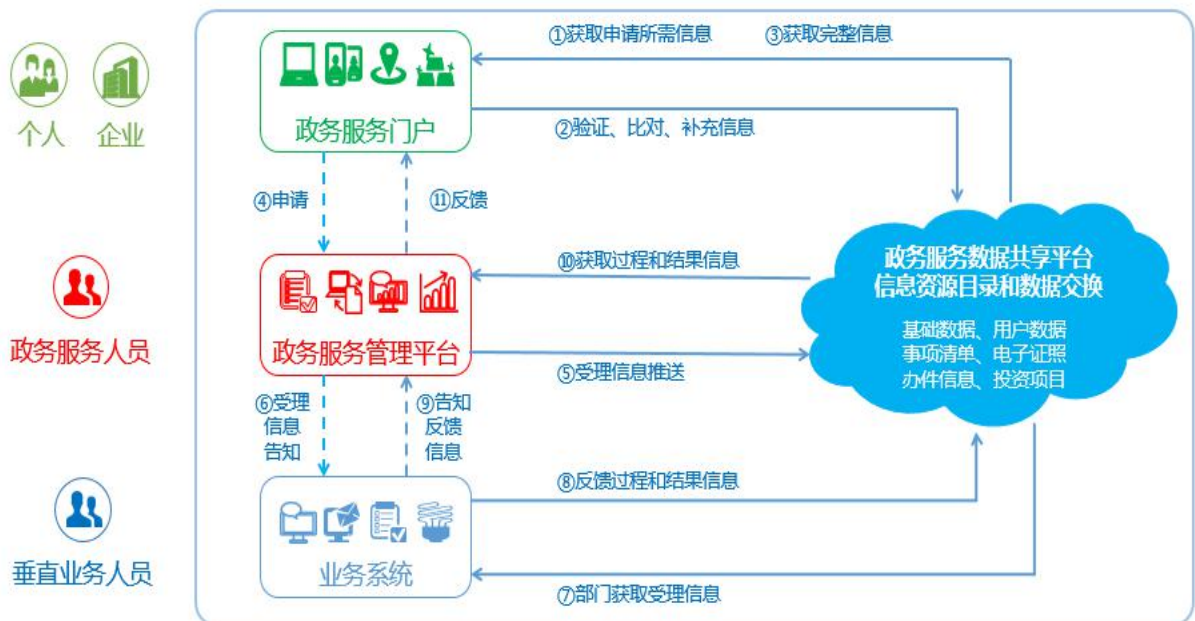 ①获取申请所需信息
③获取完整信息
个人
企业
政务服务门户
②验证、比对、补充信息
④申请
⑪反馈
政务服务数据共享平台
信息资源目录和数据交换
基础数据、用户数据
事项清单、电子证照
办件信息、投资项目
⑩获取过程和结果信息
政务服务人员
政务服务管理平台
⑤受理信息推送
⑥受理
信息
告知
⑨告知
反馈
信息
⑧反馈过程和结果信息
垂直业务人员
业务系统
⑦部门获取受理信息